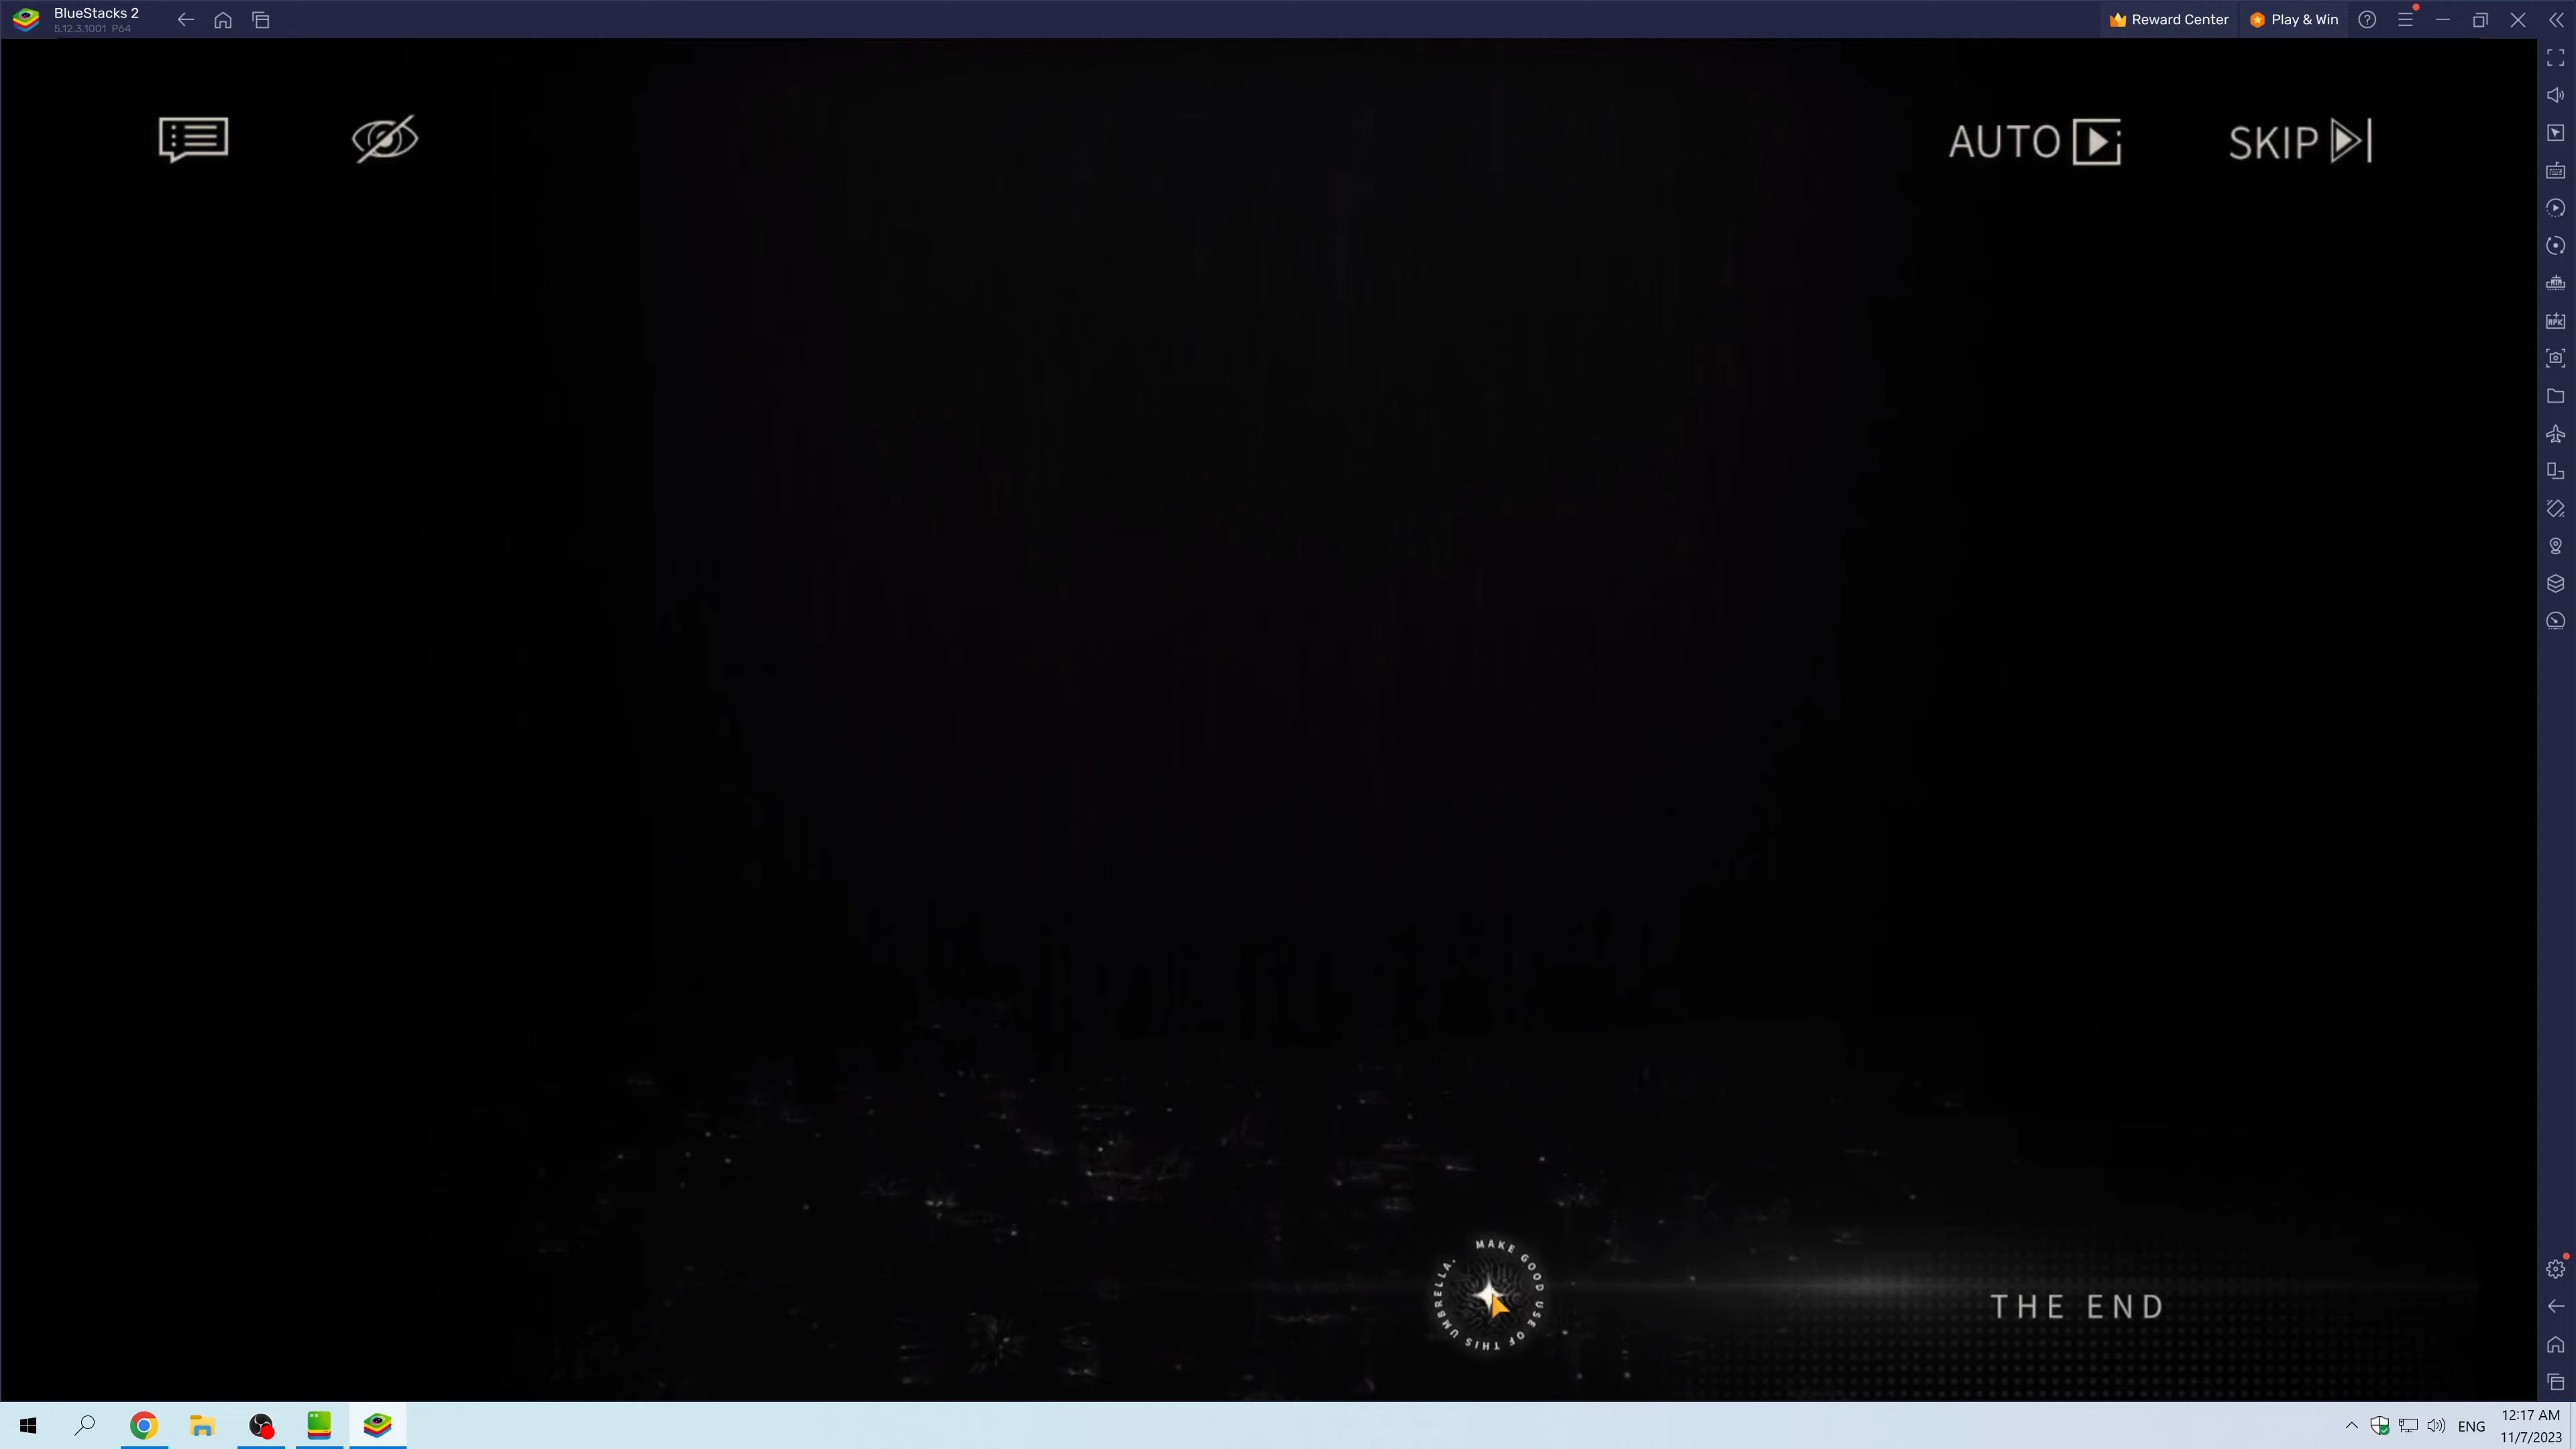 BlueStacks 2
5.12.3.1001 P64
Reward Center
Play & Win
AUTO
SKIP
MAKE GOOD USE OF THIS UMBRELLA.
THE END
ENG
12:17 AM
11/7/2023